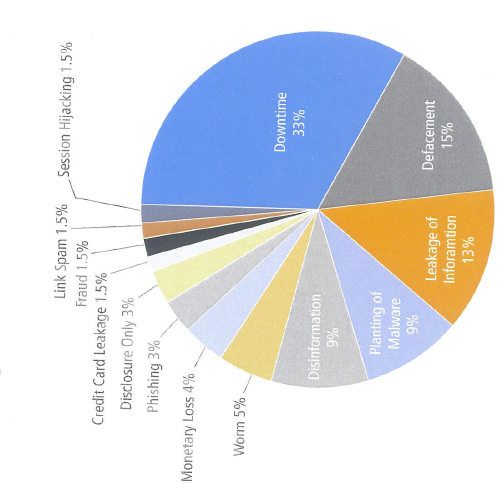 Downtime
33%
Defacement
15%
Leakage of
Inforamtion
13%
Planting of
Malware
9%
Disinformation
9%
Worm 5%
Monetary Loss 4%
Phishing 3%
Disclosure Only 3%
Credit Card Leakage 1.5%
Fraud 1.5%
Link Spam 1.5%
Session Hijacking 1.5%